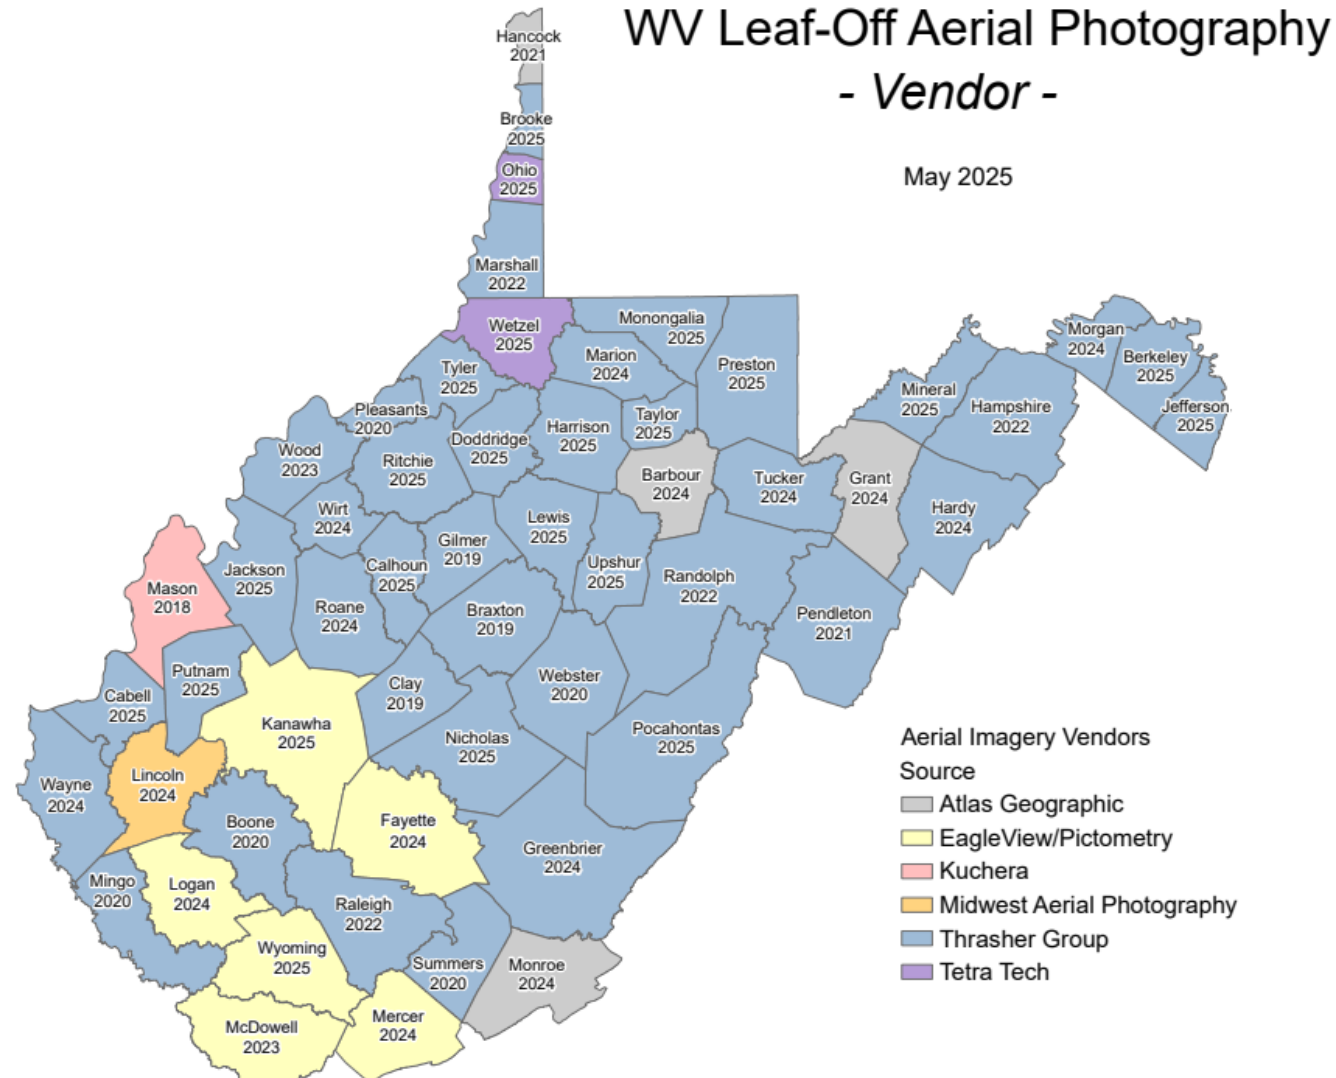 WV Leaf-Off Aerial Photography
- Vendor -
May 2025
Hancock
2021
Brooke
2025
Ohio
2025
Marshall
2022
Wetzel
2025
Monongalia
2025
Marion
2024
Preston
2025
Tyler
2025
Pleasants
2020
Doddridge
2025
Harrison
2025
Taylor
2025
Morgan
2024
Berkeley
2025
Jefferson
2025
Mineral
2025
Hampshire
2022
Wood
2023
Ritchie
2025
Barbour
2024
Tucker
2024
Grant
2024
Hardy
2024
Wirt
2024
Lewis
2025
Gilmer
2019
Calhoun
2025
Upshur
2025
Randolph
2022
Jackson
2025
Mason
2018
Roane
2024
Braxton
2019
Pendleton
2021
Putnam
2025
Cabell
2025
Clay
2019
Webster
2020
Kanawha
2025
Nicholas
2025
Pocahontas
2025
Wayne
2024
Lincoln
2024
Boone
2020
Fayette
2024
Greenbrier
2024
Mingo
2020
Logan
2024
Raleigh
2022
Wyoming
2025
Summers
2020
Monroe
2024
McDowell
2023
Mercer
2024
Aerial Imagery Vendors
Source
Atlas Geographic
EagleView/Pictometry
Kuchera
Midwest Aerial Photography
Thrasher Group
Tetra Tech